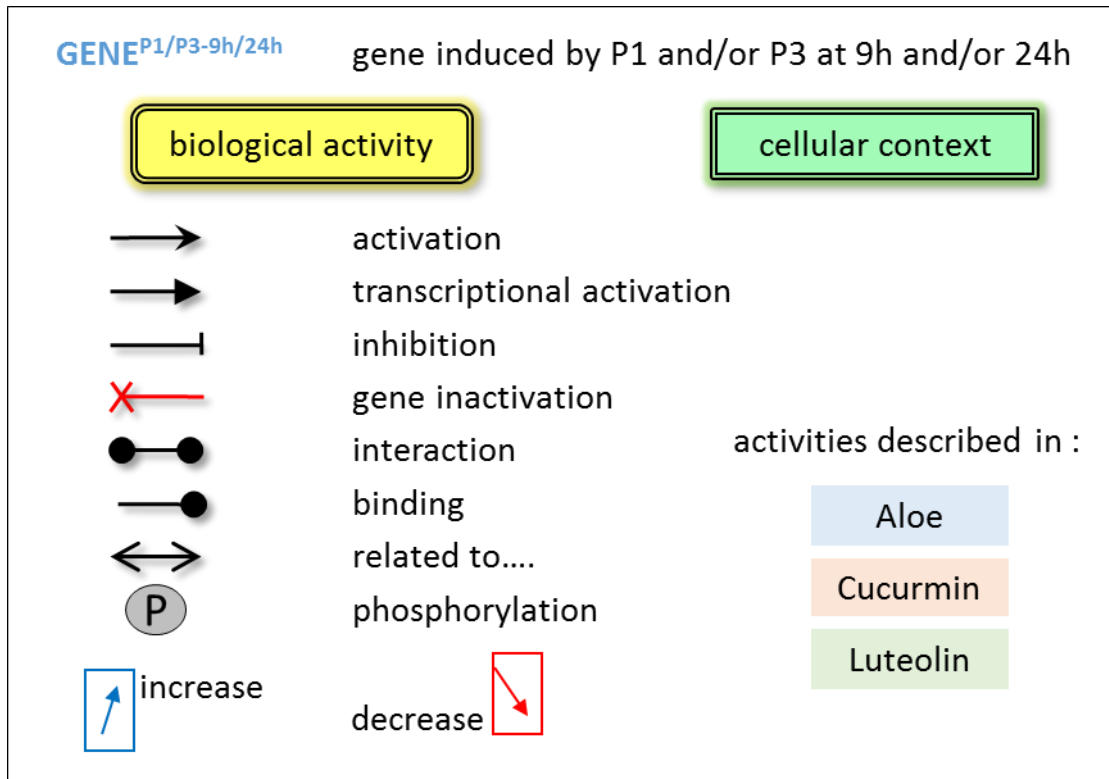 GENE^P1/P3-9h/24h gene induced by P1 and/or P3 at 9h and/or 24h
biological activity
cellular context
activation
transcriptional activation
inhibition
gene inactivation
interaction
binding
related to....
P phosphorylation
increase
decrease
activities described in :
Aloe
Cucurmin
Luteolin